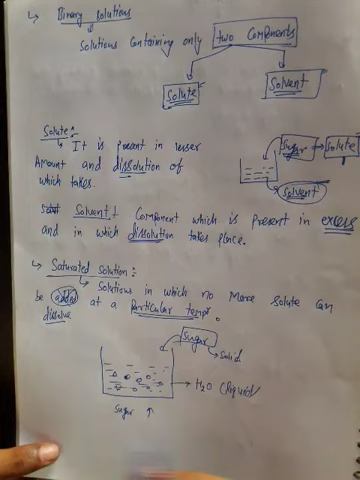 Binary solutions
Solutions containing only two Components
Solute Solvent
Solute:
It is present in lesser
Amount and dissolution of
which takes.
Sugar → Solute
Solvent
Solvent: Component which is present in excess
and in which dissolution takes place.
Saturated solution:
Solutions in which no More solute can
be added at a particular temp.
dissolve
Sugar
Solid
H₂O (liquid)
Sugar ↑